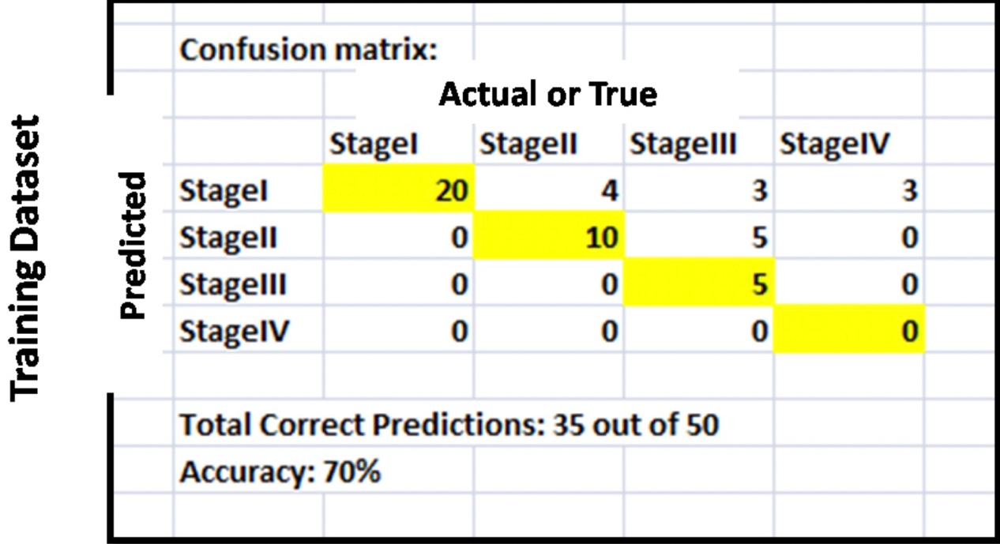 Training Dataset
Confusion matrix:
Actual or True
Predicted
StageI StageII StageIII StageIV
StageI 20 4 3 3
StageII 0 10 5 0
StageIII 0 0 5 0
StageIV 0 0 0 0
Total Correct Predictions: 35 out of 50
Accuracy: 70%